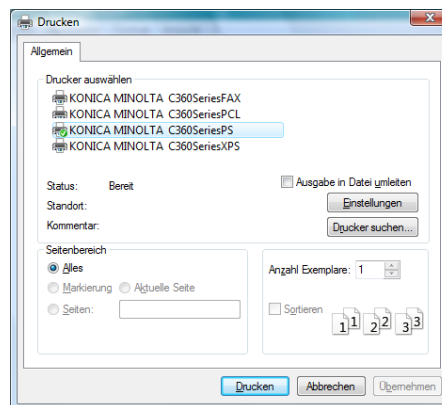 Drucken
Allgemein
Drucker auswählen
KONICA MINOLTA C360SeriesFAX
KONICA MINOLTA C360SeriesPCL
KONICA MINOLTA C360SeriesPS
KONICA MINOLTA C360SeriesXPS
Status: Bereit
Ausgabe in Datei umleiten
Standort:
Einstellungen
Kommentar:
Drucker suchen...
Seitenbereich
Alles
Anzahl Exemplare: 1
Markierung Aktuelle Seite
Seiten:
Sortieren
1 1 2 2 3 3
Drucken Abbrechen Übernehmen